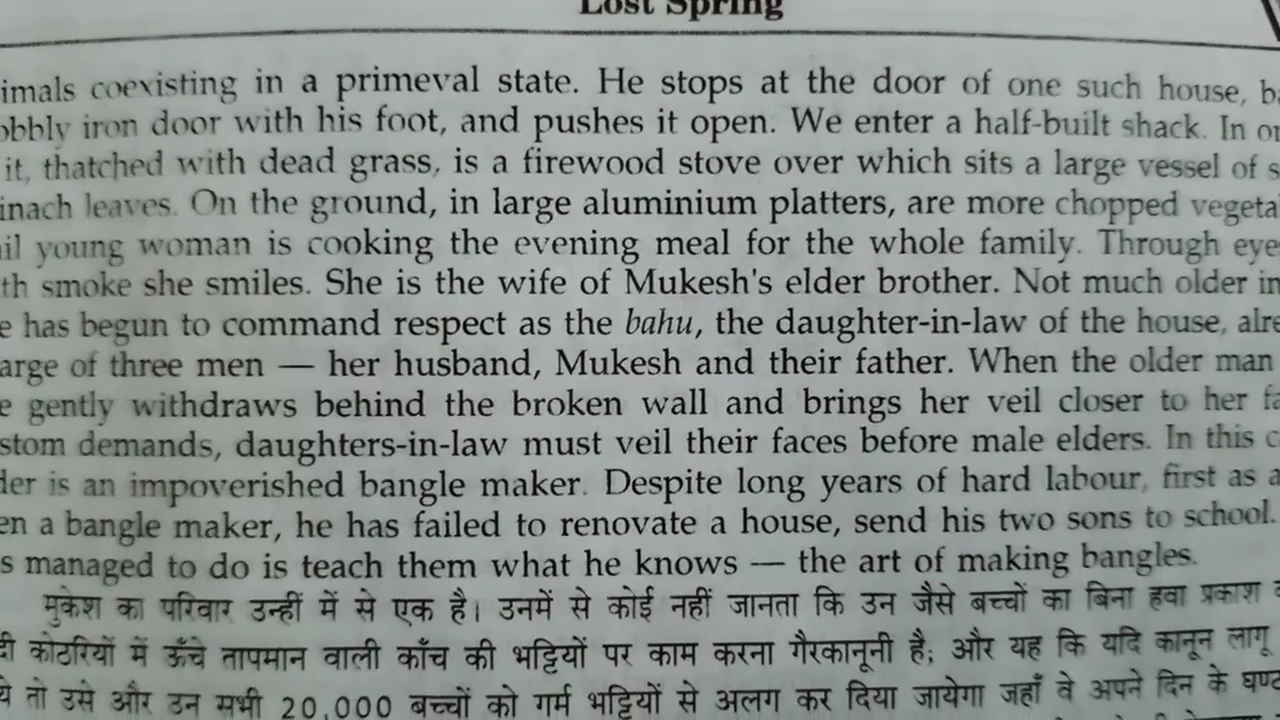 Lost Spring
imals coexisting in a primeval state. He stops at the door of one such house,
obbly iron door with his foot, and pushes it open. We enter a half-built shack. In
it, thatched with dead grass, is a firewood stove over which sits a large vessel of
inach leaves. On the ground, in large aluminium platters, are more chopped
young woman is cooking the evening meal for the whole family. Through
smoke she smiles. She is the wife of Mukesh's elder brother. Not much older in
has begun to command respect as the bahu, the daughter-in-law of the house,
arge of three men — her husband, Mukesh and their father. When the older man
gently withdraws behind the broken wall and brings her veil closer to her
stom demands, daughters-in-law must veil their faces before male elders. In this
is an impoverished bangle maker. Despite long years of hard labour, first as a
en a bangle maker, he has failed to renovate a house, send his two sons to school.
s managed to do is teach them what he knows — the art of making bangles.
मुकेश का परिवार उन्हीं में से एक है। उनमें से कोई नहीं जानता कि उन जैसे बच्चों का बिना हवा प्रकाश
कोठरियों में ऊँचे तापमान वाली काँच की भट्टियों पर काम करना गैरकानूनी है; और यह कि यदि कानून लागू
तो उसे और उन सभी 20,000 बच्चों को गर्म भट्टियों से अलग कर दिया जायेगा जहाँ वे अपने दिन के